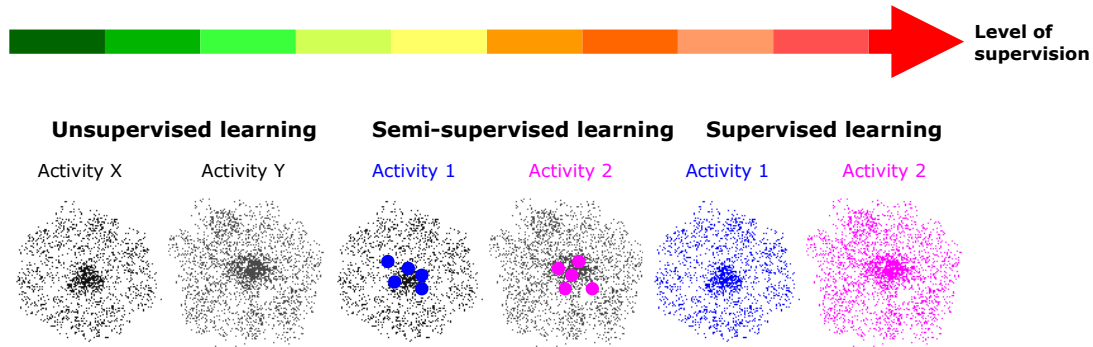 Level of
supervision
Unsupervised learning
Semi-supervised learning
Supervised learning
Activity X
Activity Y
Activity 1
Activity 2
Activity 1
Activity 2